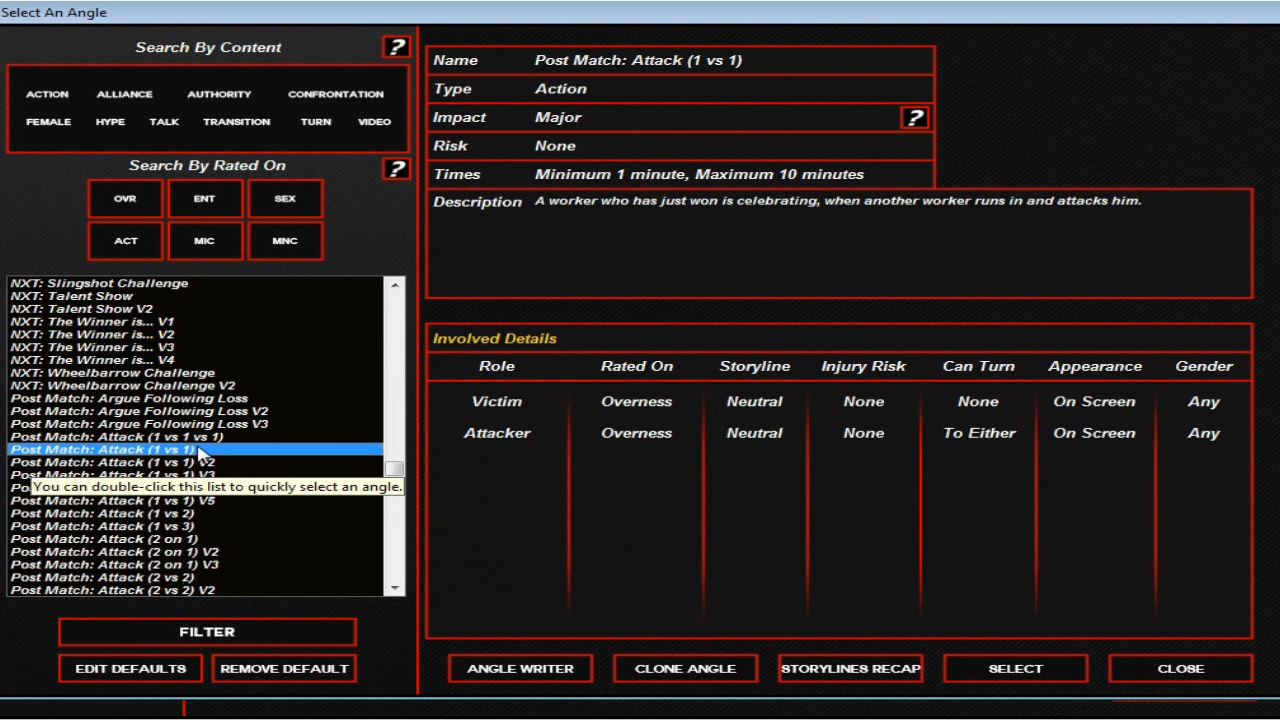 Select An Angle
Search By Content
?
ACTION ALLIANCE AUTHORITY CONFRONTATION
FEMALE HYPE TALK TRANSITION TURN VIDEO
Search By Rated On
?
OVR ENT SEX
ACT MIC MNC
NXT: Slingshot Challenge
NXT: Talent Show
NXT: Talent Show V2
NXT: The Winner is... V1
NXT: The Winner is... V2
NXT: The Winner is... V3
NXT: The Winner is... V4
NXT: Wheelbarrow Challenge
NXT: Wheelbarrow Challenge V2
Post Match: Argue Following Loss
Post Match: Argue Following Loss V2
Post Match: Argue Following Loss V3
Post Match: Attack (1 vs 1 vs 1)
Post Match: Attack (1 vs 1)
Post Match: Attack (1 vs 1) V2
Post Match: Attack (1 vs 1) V3
Po
You can double-click this list to quickly select an angle.
Post Match: Attack (1 vs 1) V5
Post Match: Attack (1 vs 2)
Post Match: Attack (1 vs 3)
Post Match: Attack (2 on 1)
Post Match: Attack (2 on 1) V2
Post Match: Attack (2 on 1) V3
Post Match: Attack (2 vs 2)
Post Match: Attack (2 vs 2) V2
FILTER
EDIT DEFAULTS REMOVE DEFAULT
Name Post Match: Attack (1 vs 1)
Type Action
Impact Major ?
Risk None
Times Minimum 1 minute, Maximum 10 minutes
Description A worker who has just won is celebrating, when another worker runs in and attacks him.
Involved Details
Role Rated On Storyline Injury Risk Can Turn Appearance Gender
Victim Overness Neutral None None On Screen Any
Attacker Overness Neutral None To Either On Screen Any
ANGLE WRITER CLONE ANGLE STORYLINES RECAP SELECT CLOSE